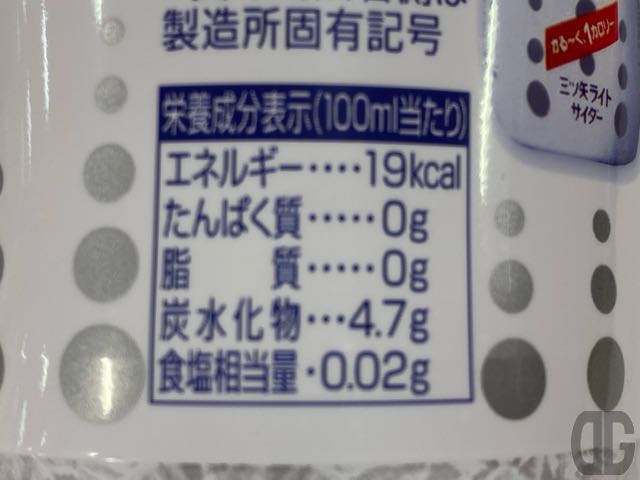 製造所固有記号
かる〜く、1カロリー
三ツ矢ライト
サイダー
栄養成分表示(100ml当たり)
エネルギー····19kcal
たんぱく質·····0g
脂　　質·····0g
炭水化物···4.7g
食塩相当量·0.02g
DG